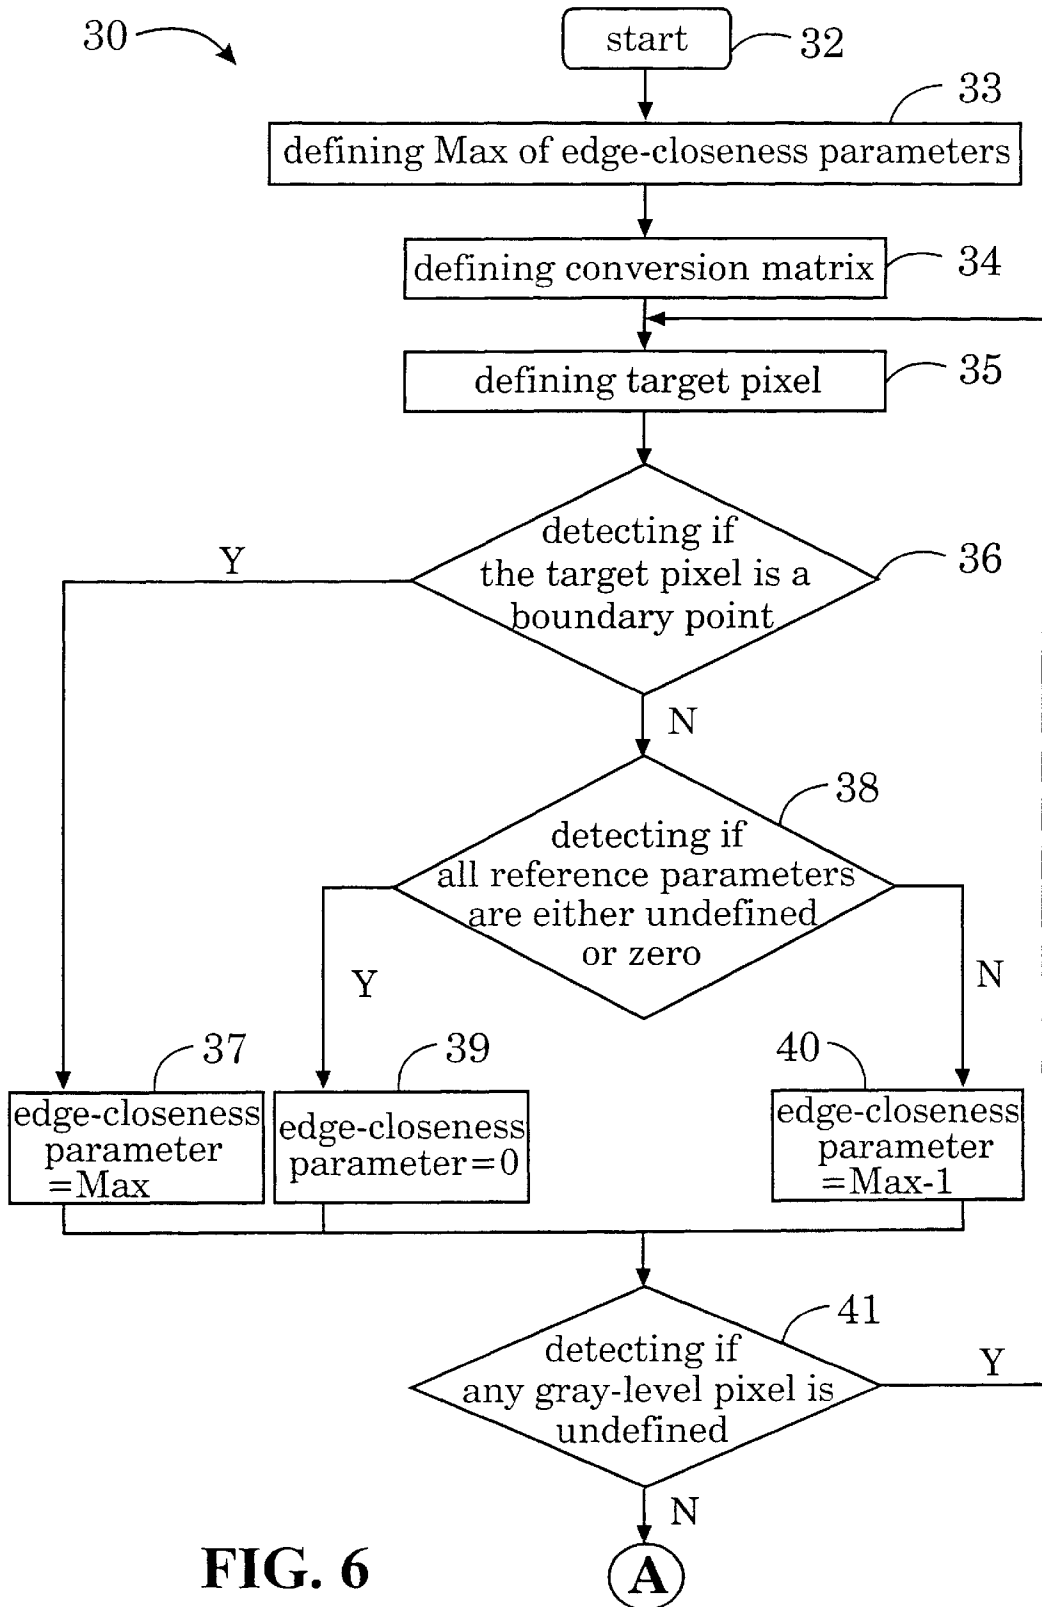 30
start
32
33
defining Max of edge-closeness parameters
defining conversion matrix
34
defining target pixel
35
detecting if
the target pixel is a
boundary point
36
Y
N
38
detecting if
all reference parameters
are either undefined
or zero
Y
N
37
39
40
edge-closeness
parameter
=Max
edge-closeness
parameter=0
edge-closeness
parameter
=Max-1
41
detecting if
any gray-level pixel is
undefined
Y
N
A
FIG. 6